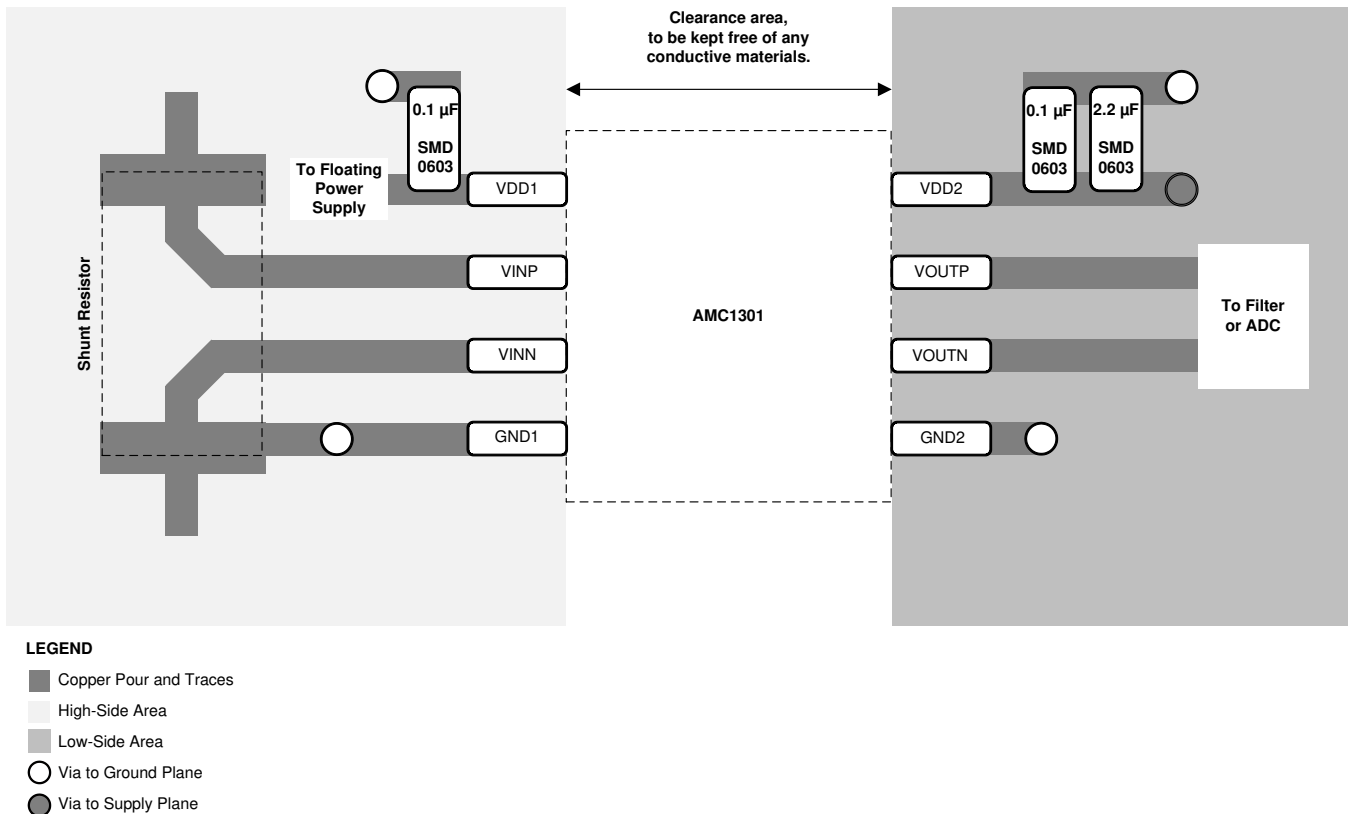 Clearance area,
to be kept free of any
conductive materials.
0.1 µF
SMD
0603
To Floating
Power
Supply
VDD1
VINP
VINN
GND1
Shunt Resistor
AMC1301
0.1 µF
SMD
0603
2.2 µF
SMD
0603
VDD2
VOUTP
VOUTN
GND2
To Filter
or ADC
LEGEND
Copper Pour and Traces
High-Side Area
Low-Side Area
Via to Ground Plane
Via to Supply Plane